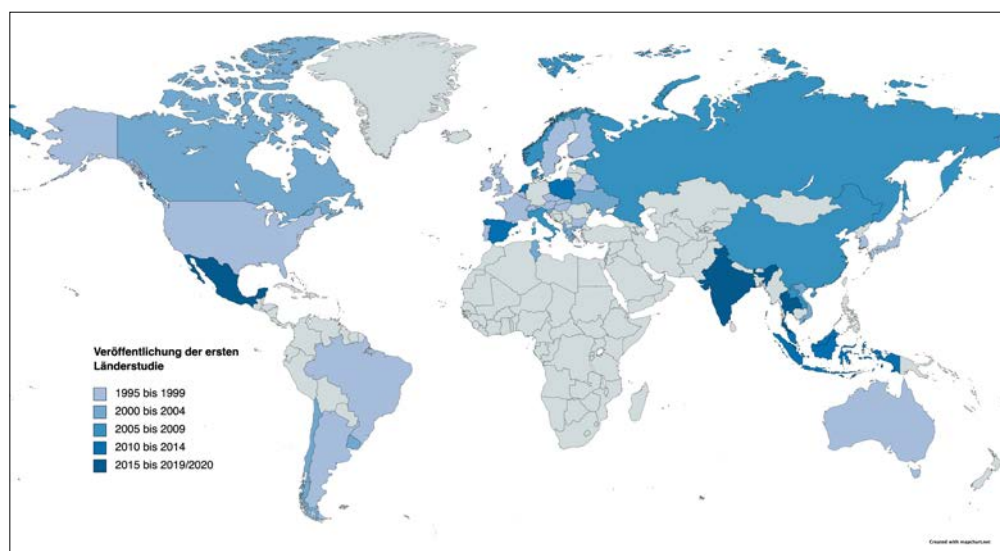 Veröffentlichung der ersten
Länderstudie
1995 bis 1999
2000 bis 2004
2005 bis 2009
2010 bis 2014
2015 bis 2019/2020
Created with mapchart.net